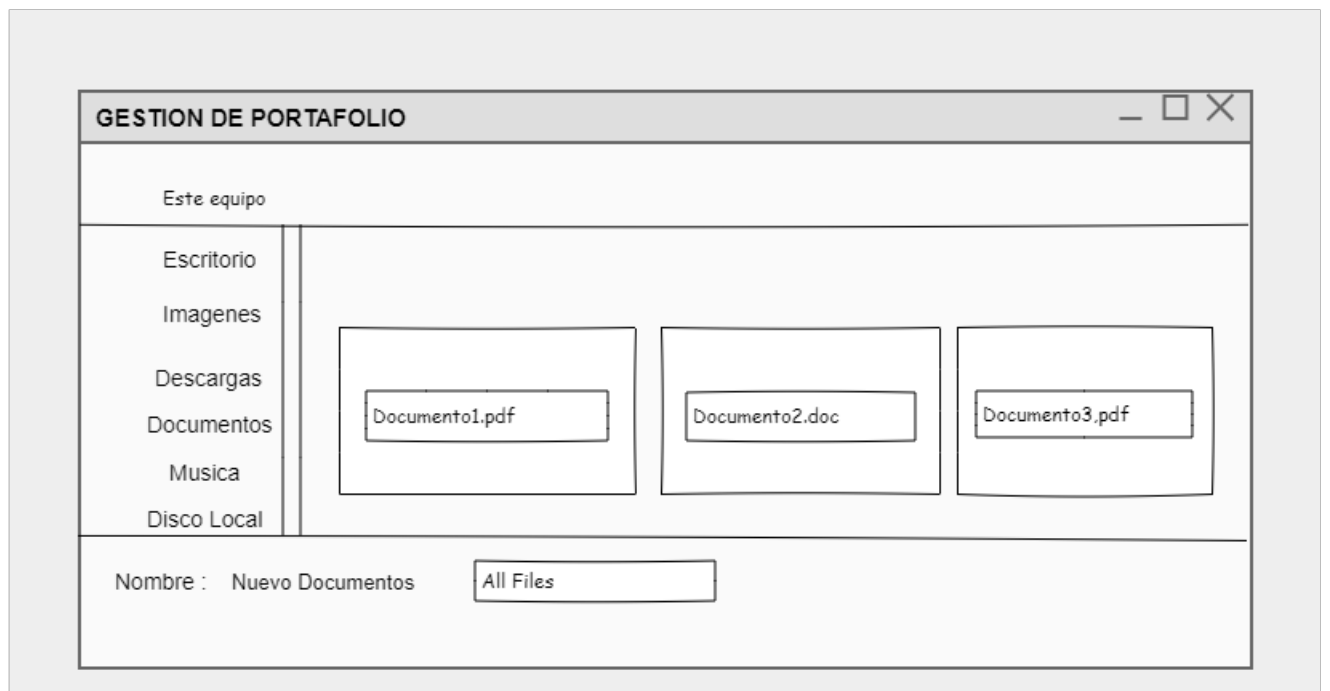 GESTION DE PORTAFOLIO
Este equipo
Escritorio
Imagenes
Descargas
Documentos
Musica
Disco Local
Documento1.pdf
Documento2.doc
Documento3,pdf
Nombre : Nuevo Documentos
All Files